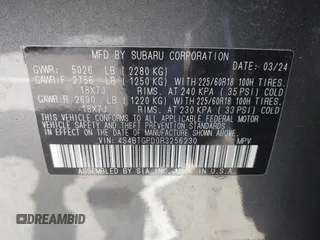 MFD. BY SUBARU CORPORATION 03/24
GVWR: 5026 LB ( 2280 KG)
GAWR:F 2756 LB ( 1250 KG) WITH 225/60R18 100H TIRES.
18X7J RIMS. AT 240 KPA ( 35 PSI) COLD
GAWR:R 2690 LB ( 1220 KG) WITH 225/60R18 100H TIRES.
18X7J RIMS. AT 230 KPA ( 33 PSI) COLD
THIS VEHICLE CONFORMS TO ALL APPLICABLE
FEDERAL MOTOR VEHICLE SAFETY, BUMPER,
AND THEFT PREVENTION STANDARDS IN EFFECT ON
THE DATE OF MANUFACTURE SHOWN ABOVE.
VIN: 4S4BTGPD0R3256230 MPV
ASSEMBLED BY SIA, INC. MADE IN U.S.A.